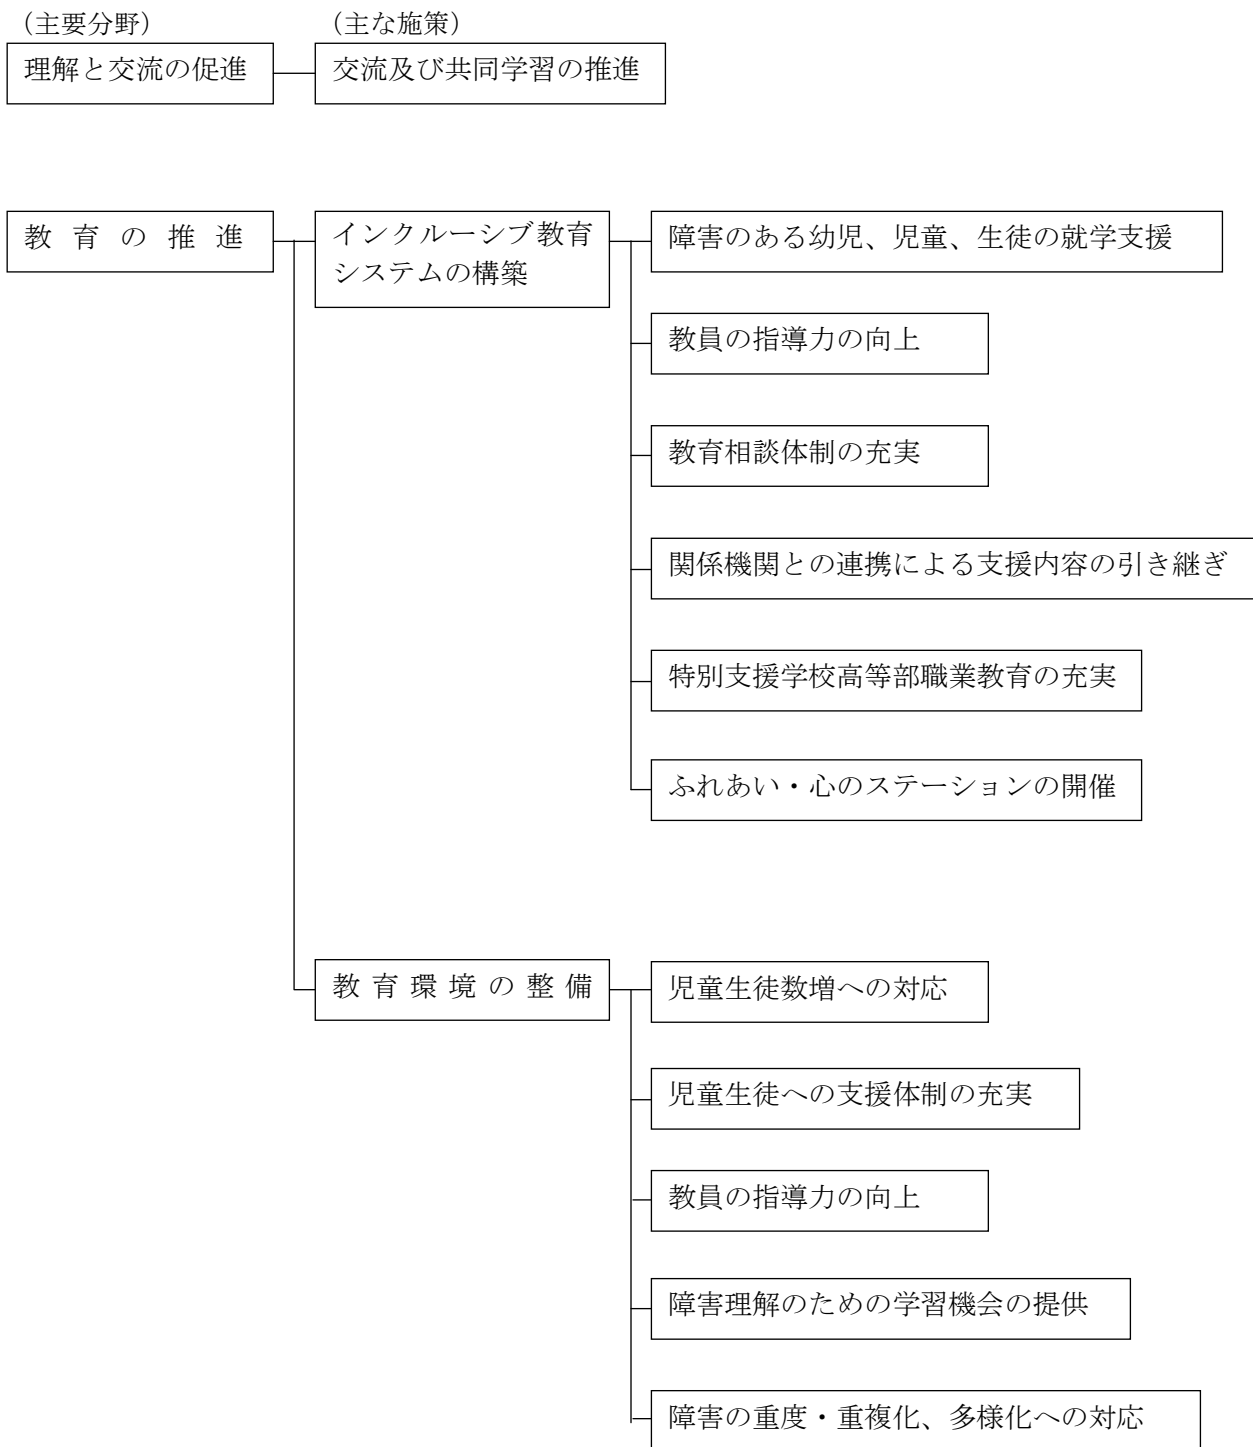 (主要分野)
(主な施策)
理解と交流の促進
交流及び共同学習の推進
教育の推進
インクルーシブ教育
システムの構築
障害のある幼児、児童、生徒の就学支援
教員の指導力の向上
教育相談体制の充実
関係機関との連携による支援内容の引き継ぎ
特別支援学校高等部職業教育の充実
ふれあい・心のステーションの開催
教育環境の整備
児童生徒数増への対応
児童生徒への支援体制の充実
教員の指導力の向上
障害理解のための学習機会の提供
障害の重度・重複化、多様化への対応